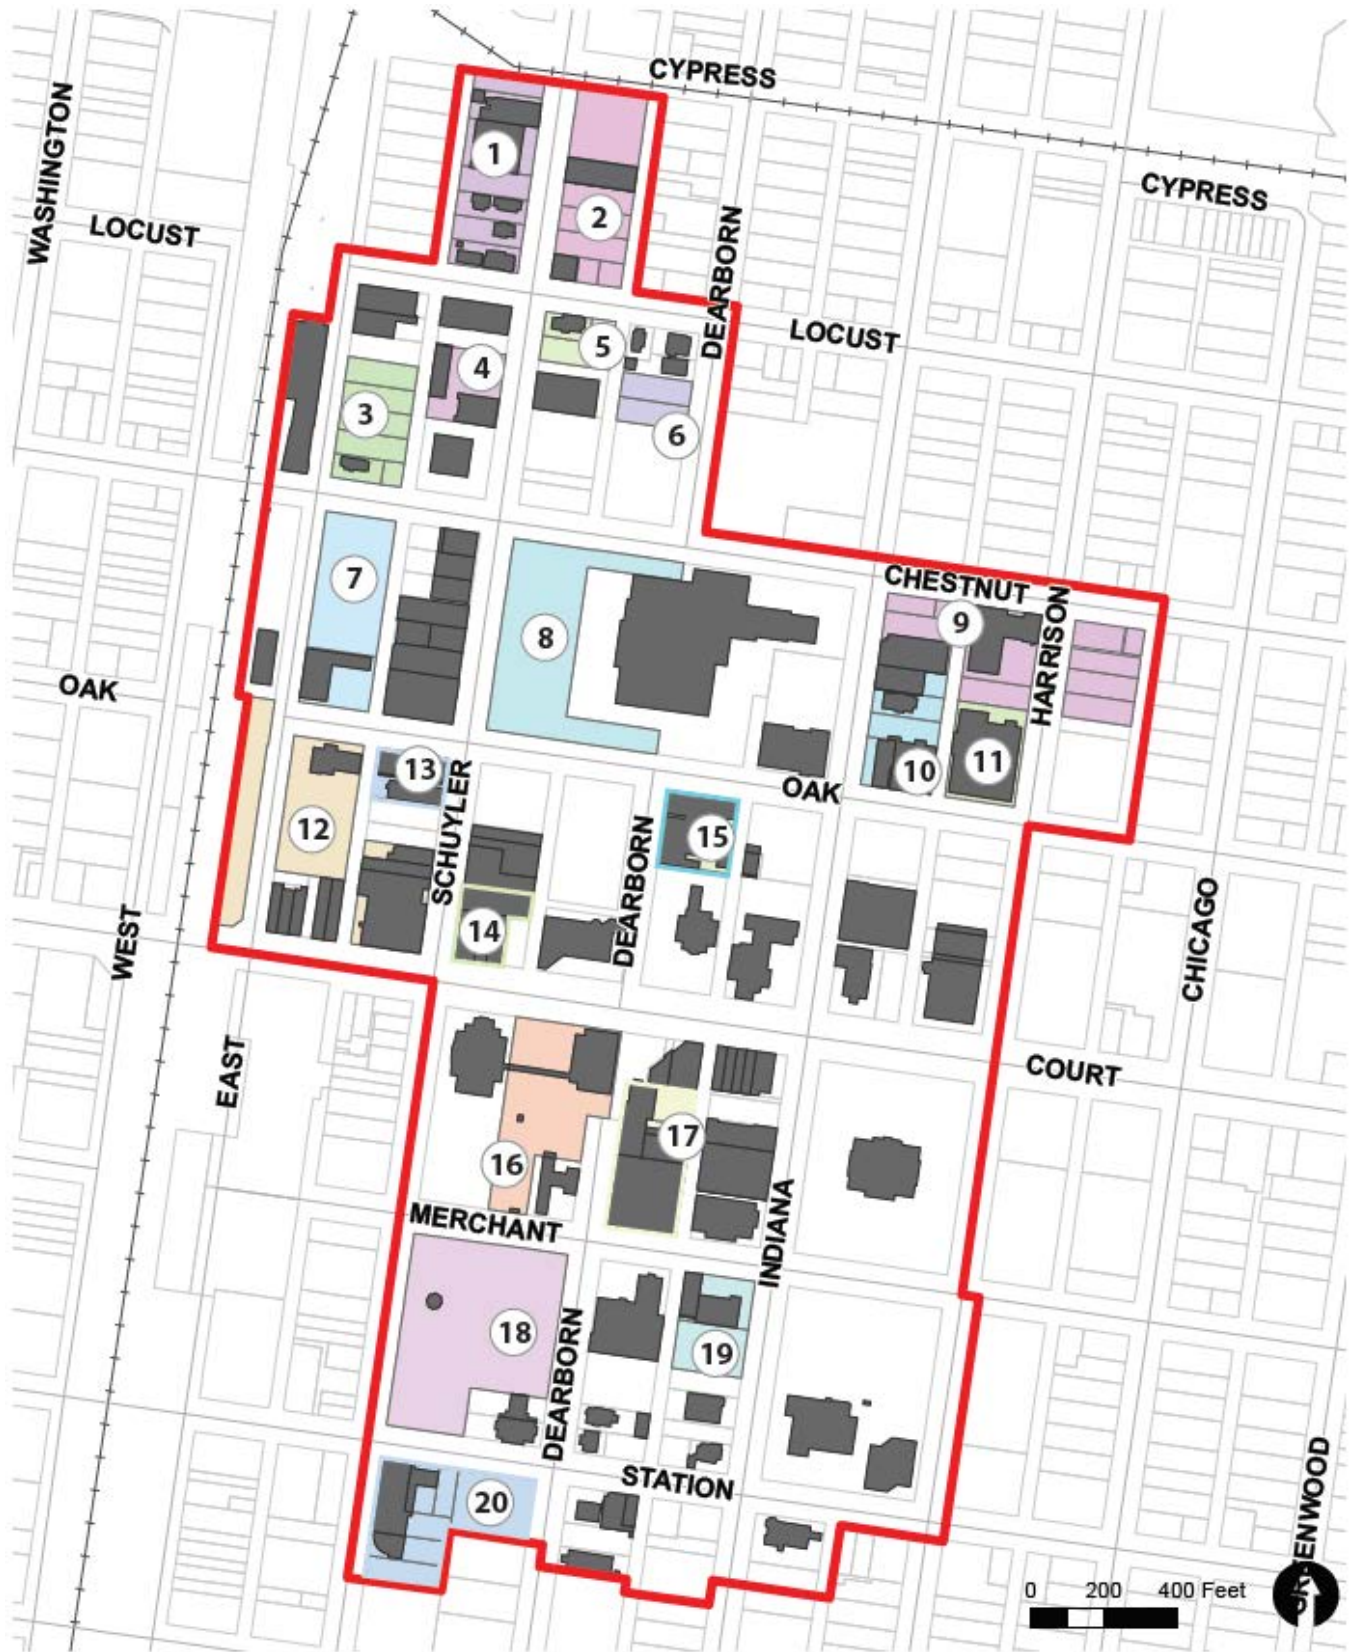 CYPRESS
WASHINGTON
1
CYPRESS
2
LOCUST
DEARBORN
LOCUST
5
4
3
6
7
CHESTNUT
8
9
HARRISON
OAK
13
11
10
OAK
SCHUYLER
12
15
DEARBORN
14
WEST
CHICAGO
EAST
COURT
17
16
MERCHANT
INDIANA
18
19
DEARBORN
STATION
20
GREENWOOD
0 200 400 Feet